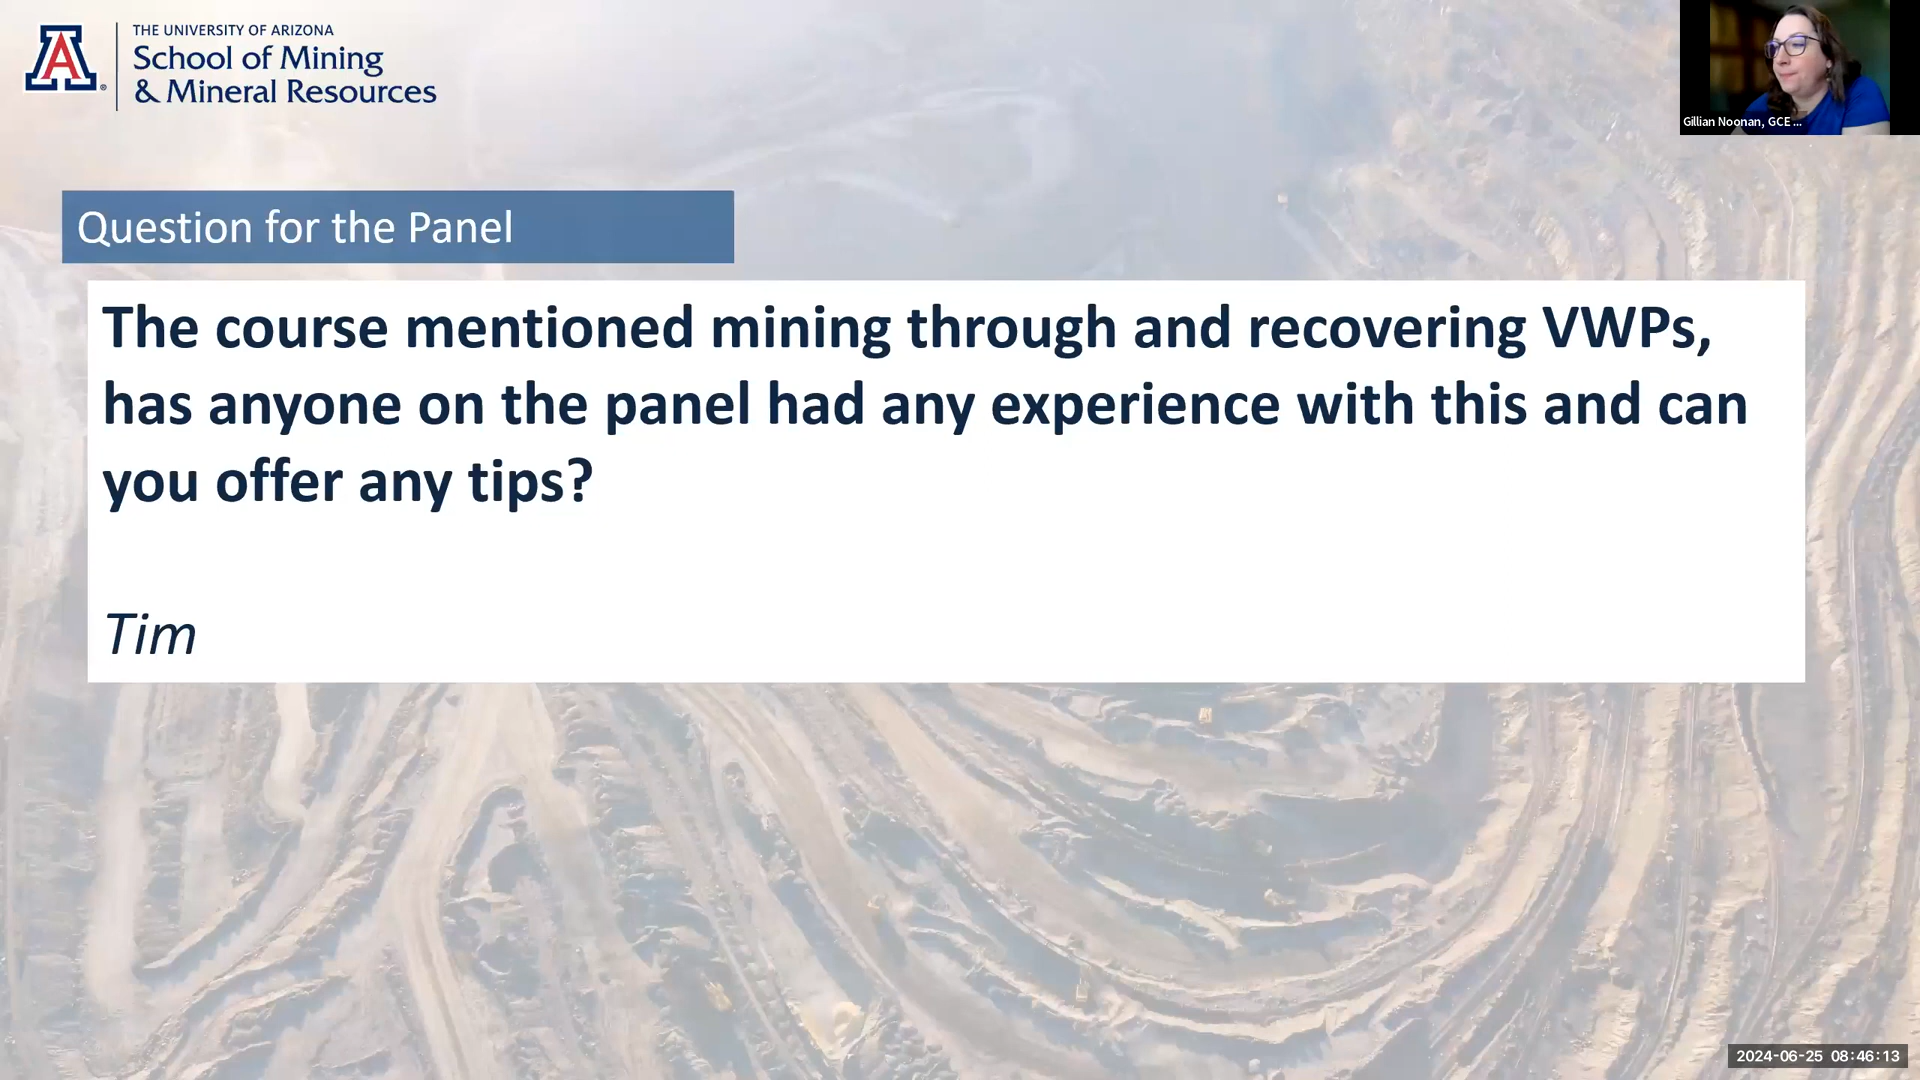 THE UNIVERSITY OF ARIZONA
School of Mining
& Mineral Resources
Gillian Noonan, GCE ...
Question for the Panel
The course mentioned mining through and recovering VWPs,
has anyone on the panel had any experience with this and can
you offer any tips?
Tim
2024-06-25 08:46:13